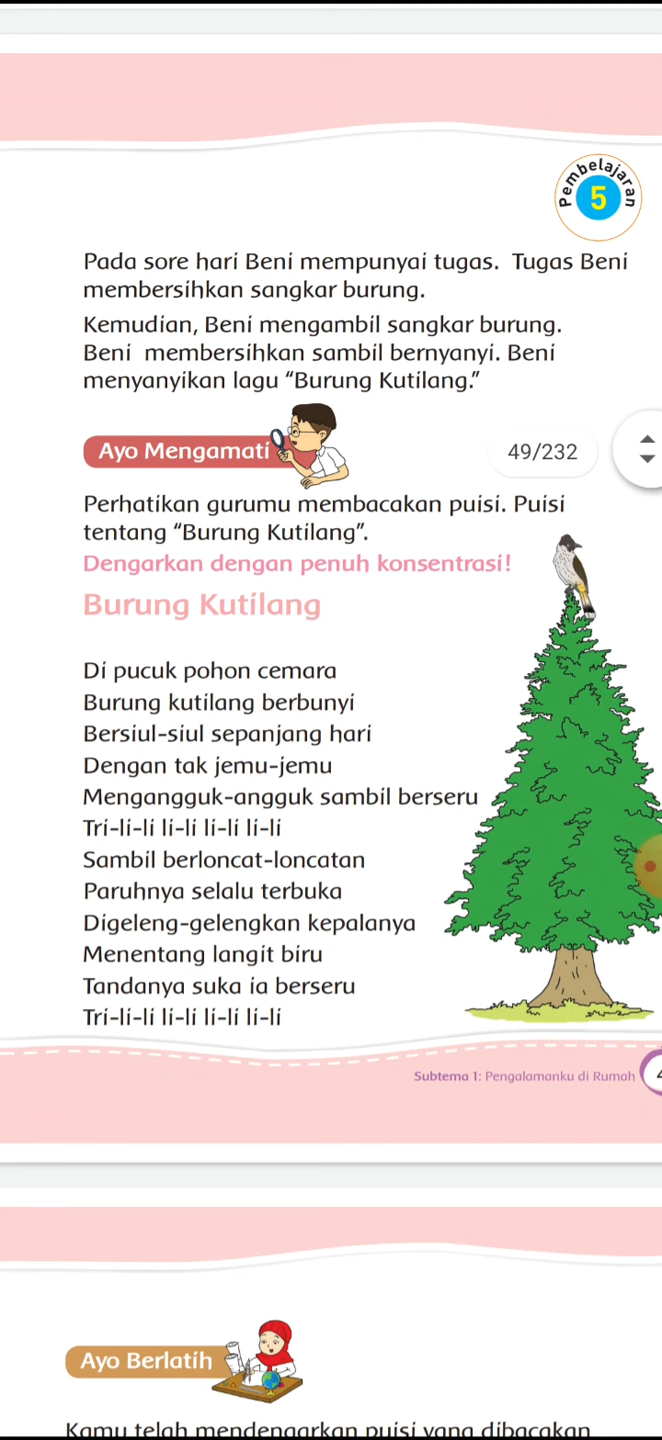 Pembelajaran
5
Pada sore hari Beni mempunyai tugas. Tugas Beni
membersihkan sangkar burung.
Kemudian, Beni mengambil sangkar burung.
Beni membersihkan sambil bernyanyi. Beni
menyanyikan lagu “Burung Kutilang.”
Ayo Mengamati
49/232
Perhatikan gurumu membacakan puisi. Puisi
tentang “Burung Kutilang”.
Dengarkan dengan penuh konsentrasi!
Burung Kutilang
Di pucuk pohon cemara
Burung kutilang berbunyi
Bersiul-siul sepanjang hari
Dengan tak jemu-jemu
Mengangguk-angguk sambil berseru
Tri-li-li li-li li-li li-li
Sambil berloncat-loncatan
Paruhnya selalu terbuka
Digeleng-gelengkan kepalanya
Menentang langit biru
Tandanya suka ia berseru
Tri-li-li li-li li-li li-li
Subtema 1: Pengalamanku di Rumah
Ayo Berlatih
Kamu telah mendengarkan puisi yang dibacakan